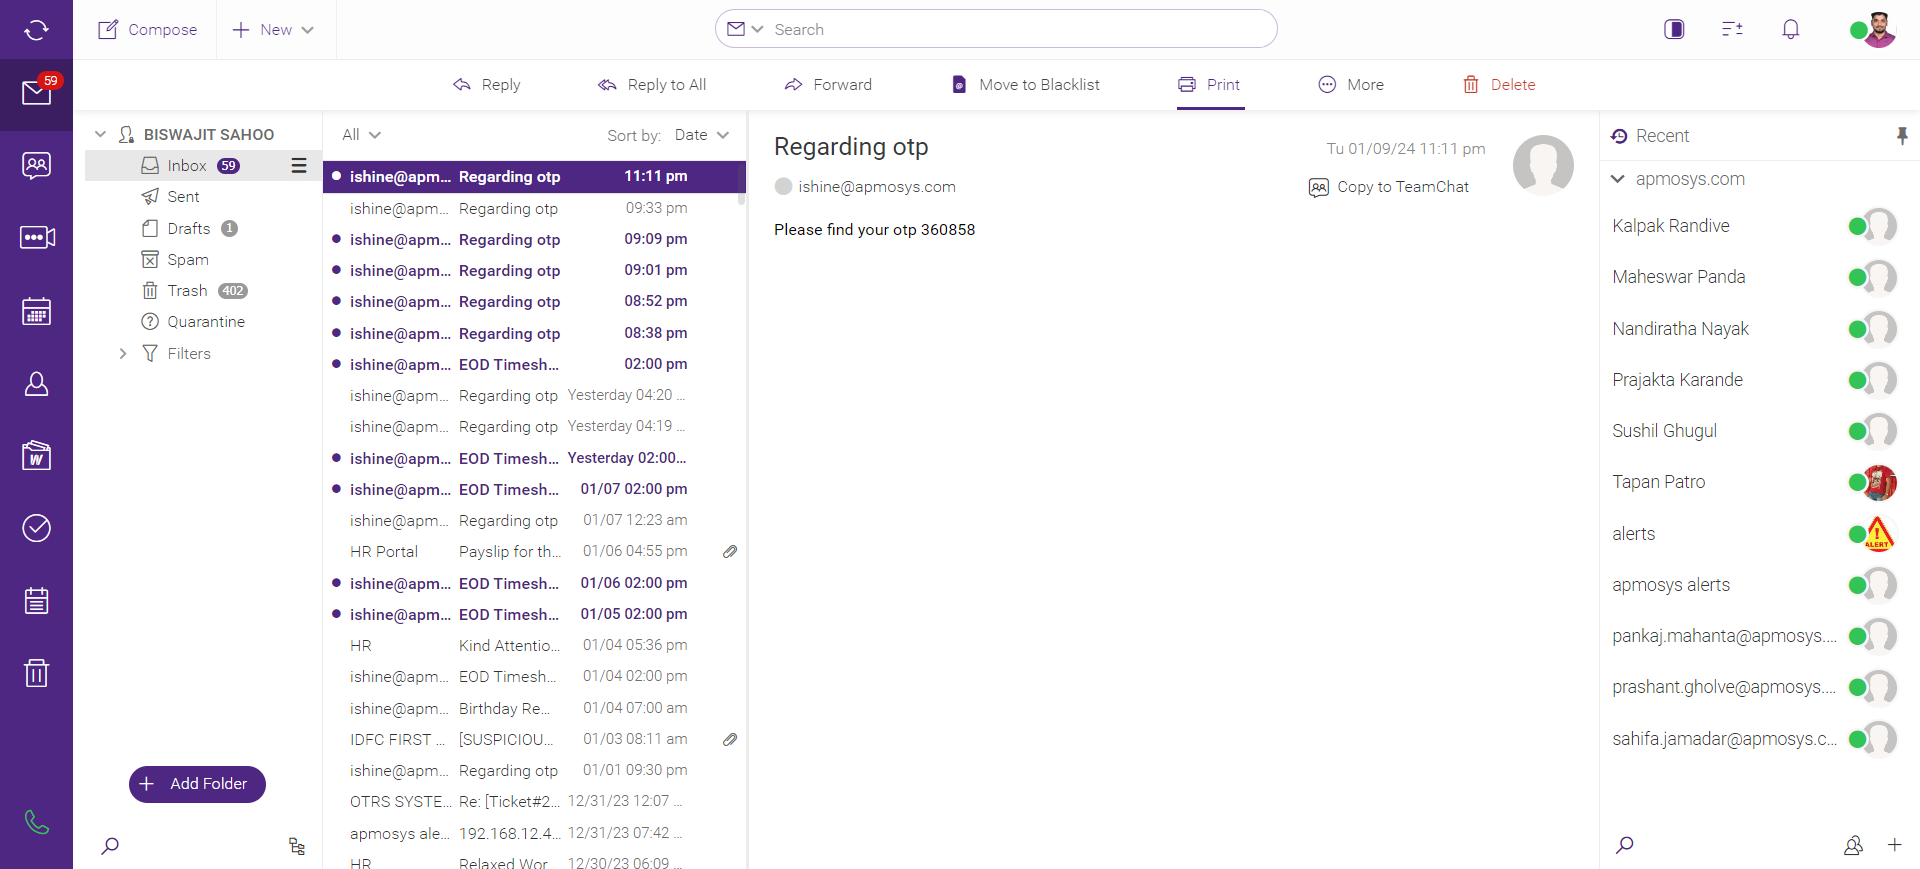 Compose
New
Search
59
Reply
Reply to All
Forward
Move to Blacklist
Print
More
Delete
BISWAJIT SAHOO
Inbox 59
Sent
Drafts 1
Spam
Trash 402
Quarantine
Filters
Add Folder
All
Sort by: Date
ishine@apm... Regarding otp 11:11 pm
ishine@apm... Regarding otp 09:33 pm
ishine@apm... Regarding otp 09:09 pm
ishine@apm... Regarding otp 09:01 pm
ishine@apm... Regarding otp 08:52 pm
ishine@apm... Regarding otp 08:38 pm
ishine@apm... EOD Timesh... 02:00 pm
ishine@apm... Regarding otp Yesterday 04:20 ...
ishine@apm... Regarding otp Yesterday 04:19 ...
ishine@apm... EOD Timesh... Yesterday 02:00...
ishine@apm... EOD Timesh... 01/07 02:00 pm
ishine@apm... Regarding otp 01/07 12:23 am
HR Portal Payslip for th... 01/06 04:55 pm
ishine@apm... EOD Timesh... 01/06 02:00 pm
ishine@apm... EOD Timesh... 01/05 02:00 pm
HR Kind Attentio... 01/04 05:36 pm
ishine@apm... EOD Timesh... 01/04 02:00 pm
ishine@apm... Birthday Re... 01/04 07:00 am
IDFC FIRST ... [SUSPICIOU... 01/03 08:11 am
ishine@apm... Regarding otp 01/01 09:30 pm
OTRS SYSTE... Re: [Ticket#2... 12/31/23 12:07 ...
apmosys ale... 192.168.12.4... 12/31/23 07:42 ...
HR Relaxed Wor 12/30/23 06:09 ...
Regarding otp
Tu 01/09/24 11:11 pm
ishine@apmosys.com
Copy to TeamChat
Please find your otp 360858
Recent
apmosys.com
Kalpak Randive
Maheswar Panda
Nandiratha Nayak
Prajakta Karande
Sushil Ghugul
Tapan Patro
alerts
ALERT
apmosys alerts
pankaj.mahanta@apmosys....
prashant.gholve@apmosys....
sahifa.jamadar@apmosys.c...